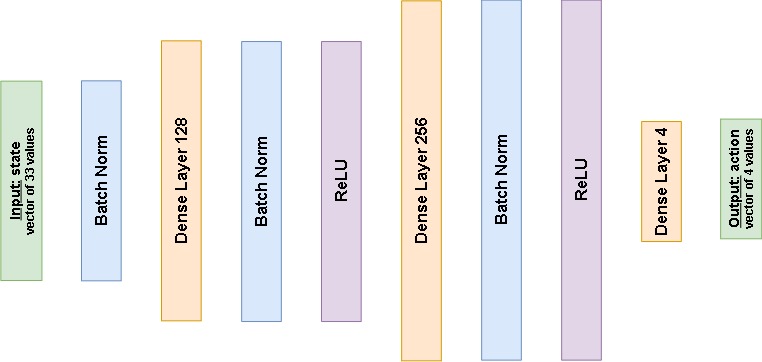 Input: state
vector of 33 values
Batch Norm
Dense Layer 128
Batch Norm
ReLU
Dense Layer 256
Batch Norm
ReLU
Dense Layer 4
Output: action
vector of 4 values